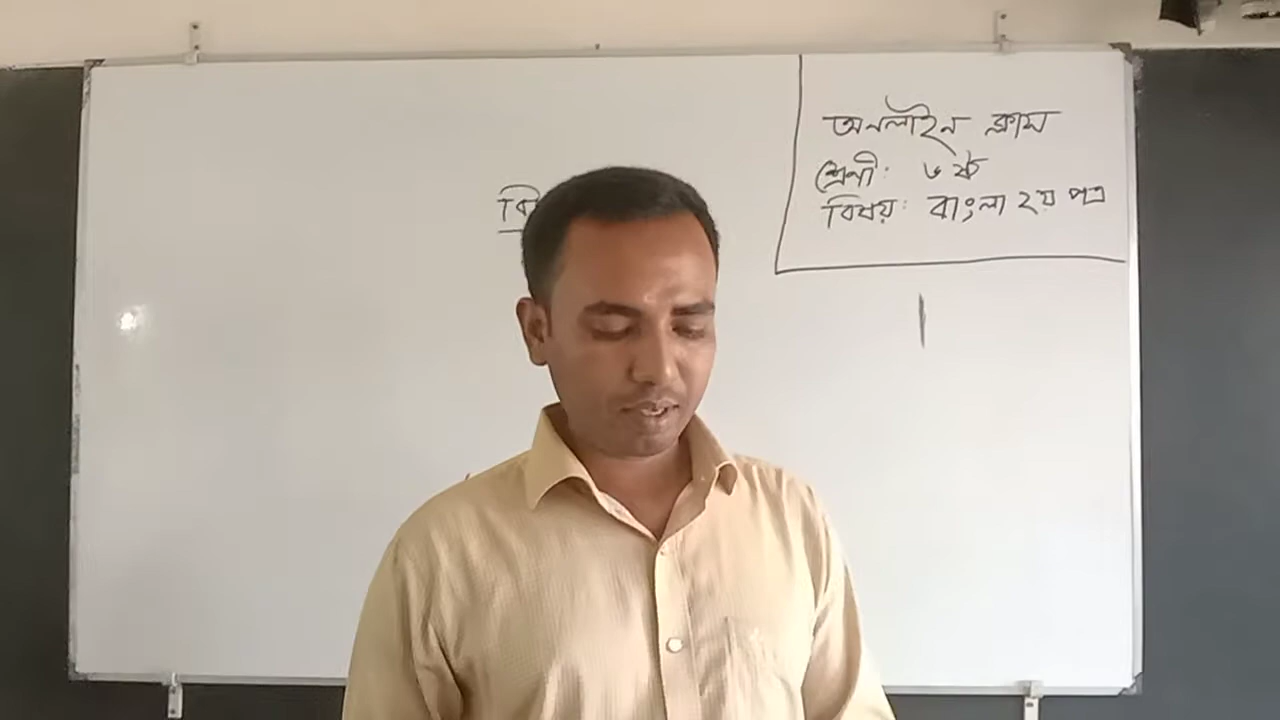 অনলাইন ক্লাস
শ্রেণী: ৬ষ্ঠ
বিষয়: বাংলা ২য় পত্র